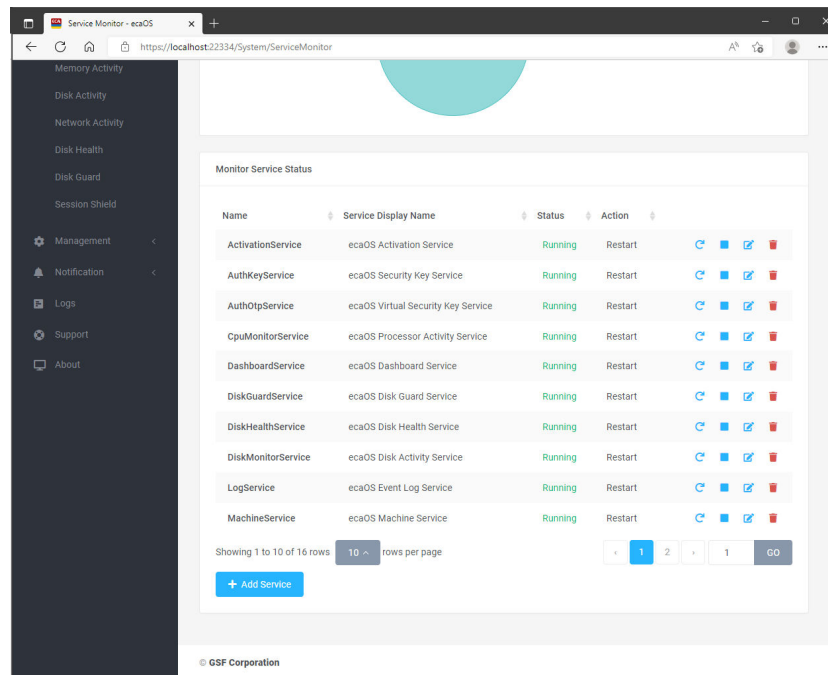 Service Monitor - ecaOS
https://localhost:22334/System/ServiceMonitor
Memory Activity
Disk Activity
Network Activity
Disk Health
Disk Guard
Session Shield
Management
Notification
Logs
Support
About
Monitor Service Status
Name Service Display Name Status Action
ActivationService ecaOS Activation Service Running Restart
AuthKeyService ecaOS Security Key Service Running Restart
AuthOtpService ecaOS Virtual Security Key Service Running Restart
CpuMonitorService ecaOS Processor Activity Service Running Restart
DashboardService ecaOS Dashboard Service Running Restart
DiskGuardService ecaOS Disk Guard Service Running Restart
DiskHealthService ecaOS Disk Health Service Running Restart
DiskMonitorService ecaOS Disk Activity Service Running Restart
LogService ecaOS Event Log Service Running Restart
MachineService ecaOS Machine Service Running Restart
Showing 1 to 10 of 16 rows 10 rows per page ‹ 1 2 › 1 GO
+ Add Service
© GSF Corporation